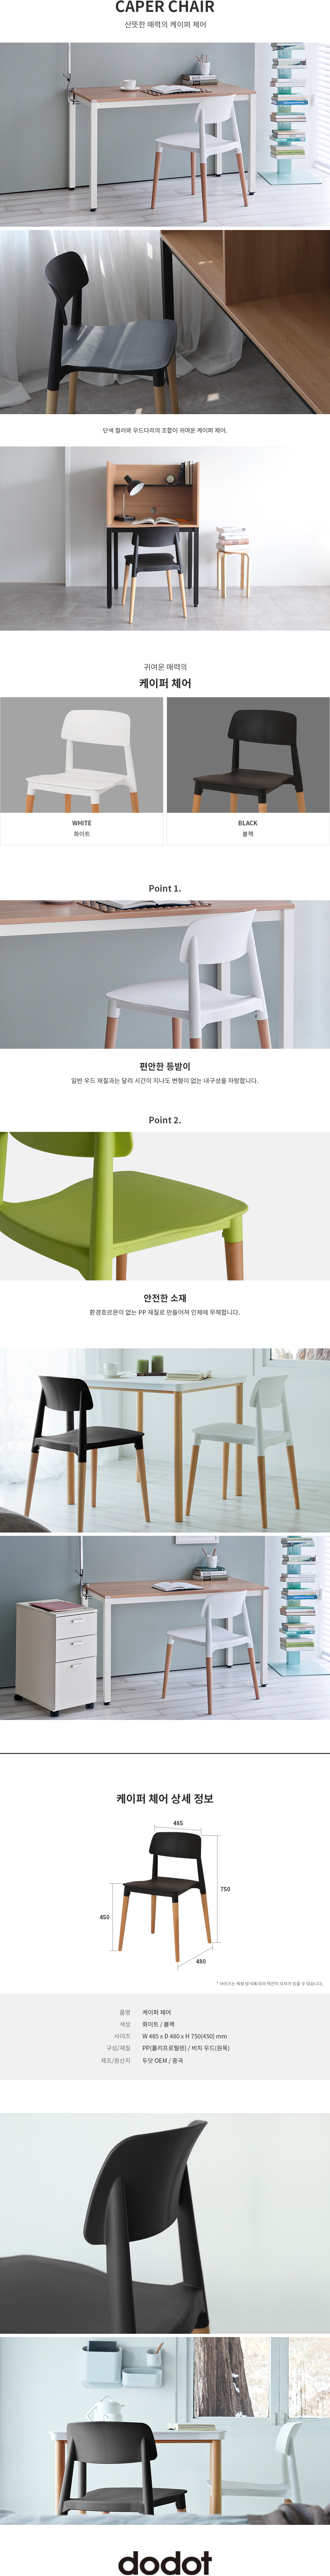 CAPER CHAIR
산뜻한 매력의 케이퍼 체어
단색 컬러와 우드다리의 조합이 귀여운 케이퍼 체어.
귀여운 매력의
케이퍼 체어
WHITE
화이트
BLACK
블랙
Point 1.
편안한 등받이
일반 우드 재질과는 달리 시간이 지나도 변형이 없는 내구성을 자랑합니다.
Point 2.
안전한 소재
환경호르몬이 없는 PP 재질로 만들어져 인체에 무해합니다.
케이퍼 체어 상세 정보
485
750
450
480
* 사이즈는 측정 방식에 따라 약간의 오차가 있을 수 있습니다.
품명 케이퍼 체어
색상 화이트 / 블랙
사이즈 W 485 x D 480 x H 750(450) mm
구성/재질 PP(폴리프로필렌) / 비치 우드(원목)
제조/원산지 두닷 OEM / 중국
dodot